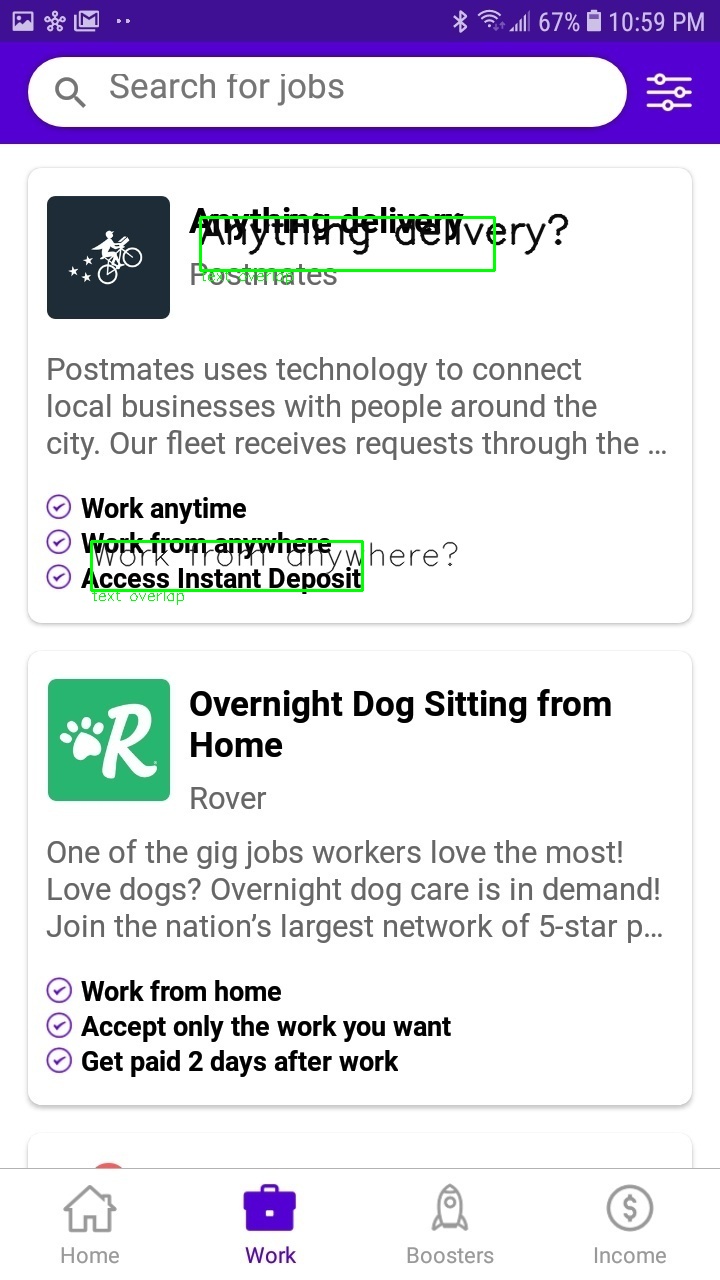 67% 10:59 PM
Search for jobs
Anything delivery
Anything delivery?
Postmates
text overlap
Postmates uses technology to connect
local businesses with people around the
city. Our fleet receives requests through the ...
Work anytime
Work from anywhere
Work from anywhere?
Access Instant Deposit
text overlap
R
Overnight Dog Sitting from
Home
Rover
One of the gig jobs workers love the most!
Love dogs? Overnight dog care is in demand!
Join the nation’s largest network of 5-star p...
Work from home
Accept only the work you want
Get paid 2 days after work
Home
Work
Boosters
Income